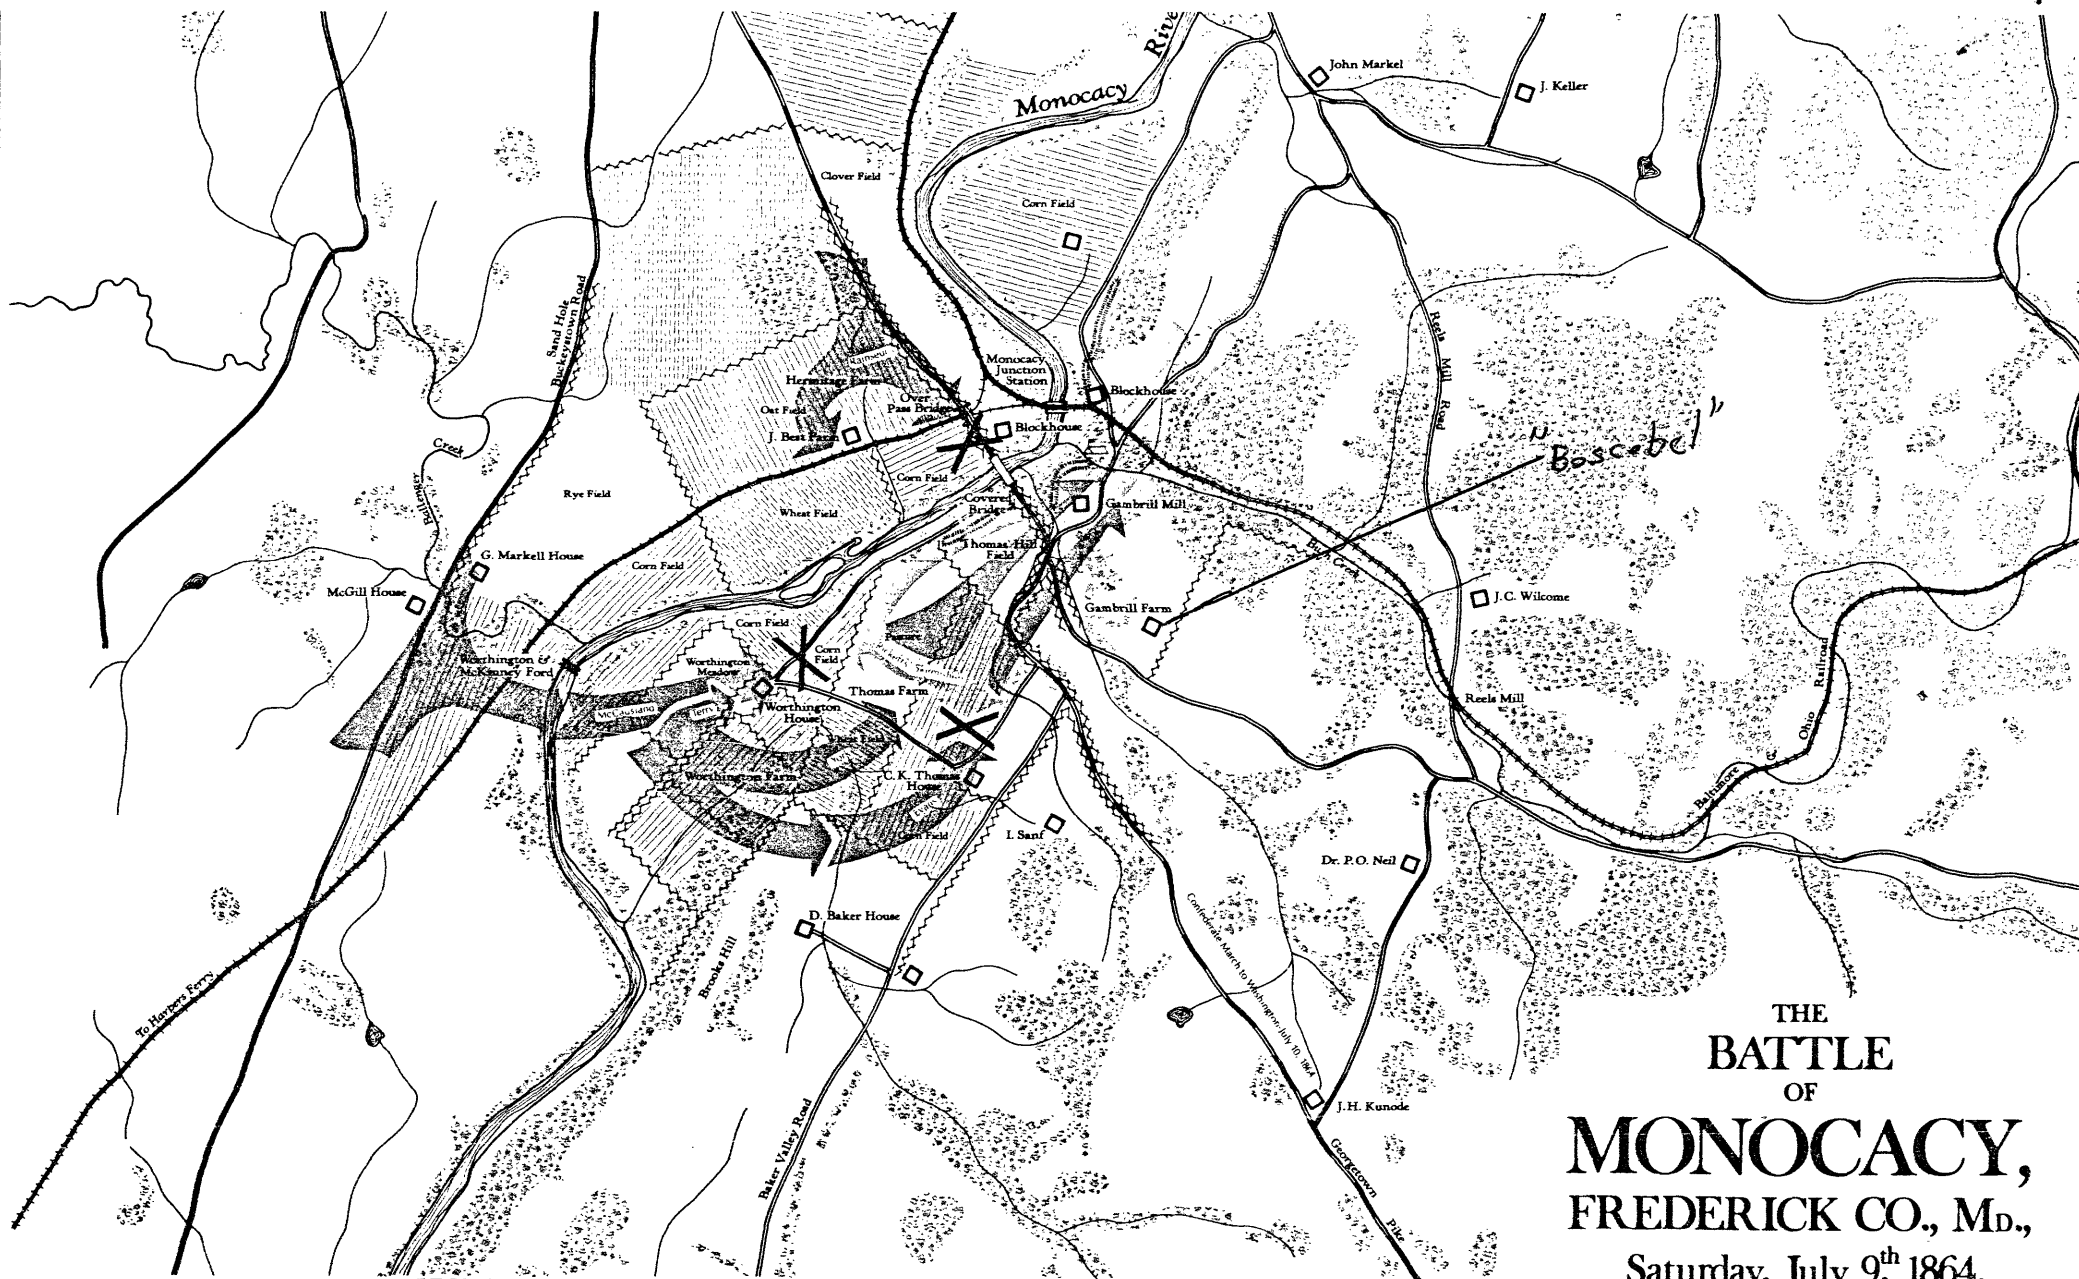 Monocacy
River
John Markel
J. Keller
Clover Field
Corn Field
Sand Hole
Buckeystown Road
Reels Mill Road
Monocacy
Junction
Station
Hermitage Farm
Over
Pass Bridge
Oat Field
J. Best Farm
Blockhouse
Blockhouse
"Boscobel"
Creek
Ballenger
Rye Field
Corn Field
Wheat Field
Covered
Bridge
Gambrill Mill
Thomas Hill
Field
G. Markell House
McGill House
Corn Field
Gambrill Farm
J.C. Wilcome
Corn Field
Pasture
Corn
Field
Worthington &
McKinney Ford
Worthington
Meadow
Thomas Farm
McCausland
Terry
Worthington
House
Reels Mill
Baltimore & Ohio Railroad
Worthington Farm
C. K. Thomas
House
Corn Field
I. Sanf
Dr. P.O. Neil
D. Baker House
Brooks Hill
Confederate March to Washington, July 10, 1864
To Harpers Ferry
Baker Valley Road
J.H. Kunode
Georgetown Pike
THE
BATTLE
OF
MONOCACY,
FREDERICK CO., MD.,
Saturday, July 9th 1864.